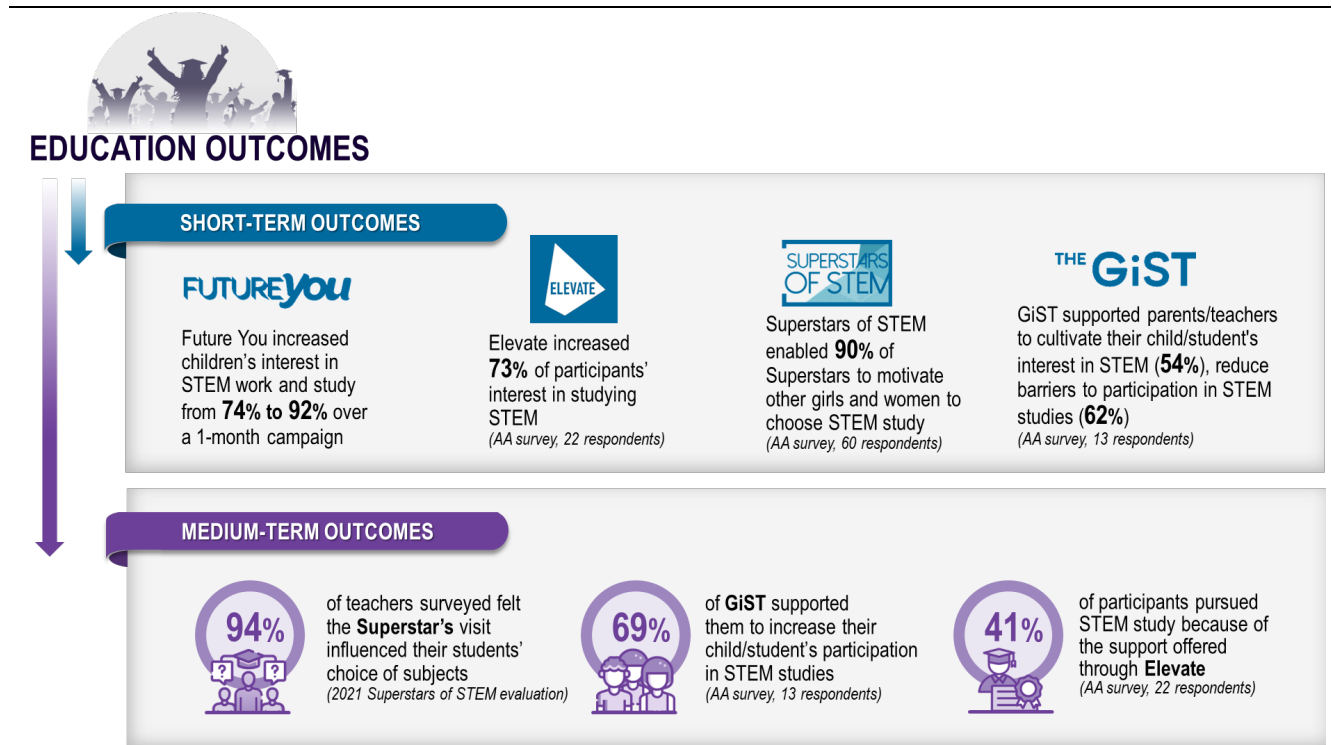 EDUCATION OUTCOMES
SHORT-TERM OUTCOMES
FUTURE YOU
Future You increased
children's interest in
STEM work and study
from 74% to 92% over
a 1-month campaign
ELEVATE
Elevate increased
73% of participants'
interest in studying
STEM
(AA survey, 22 respondents)
SUPERSTARS
OF STEM
Superstars of STEM
enabled 90% of
Superstars to motivate
other girls and women to
choose STEM study
(AA survey, 60 respondents)
THE GiST
GiST supported parents/teachers
to cultivate their child/student's
interest in STEM (54%), reduce
barriers to participation in STEM
studies (62%)
(AA survey, 13 respondents)
MEDIUM-TERM OUTCOMES
94%
? ?
of teachers surveyed felt
the Superstar's visit
influenced their students'
choice of subjects
(2021 Superstars of STEM evaluation)
69%
of GiST supported
them to increase their
child/student's participation
in STEM studies
(AA survey, 13 respondents)
41%
of participants pursued
STEM study because of
the support offered
through Elevate
(AA survey, 22 respondents)